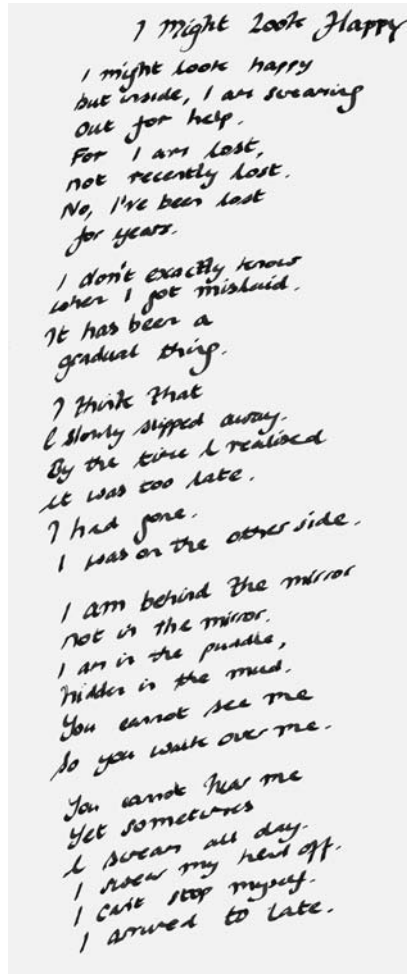 I Might Look Happy
I might look happy
but inside, I am screaming
out for help.
For I am lost,
not recently lost.
No, I've been lost
for years.
I don't exactly know
when I got mislaid.
It has been a
gradual thing.
I think that
I slowly slipped away.
By the time I realised
it was too late.
I had gone.
I was on the other side.
I am behind the mirror
not in the mirror.
I am in the puddle,
hidden in the mud.
You cannot see me
So you walk over me.
You cannot hear me
Yet sometimes
I scream all day.
I scream my head off.
I can't stop myself.
I arrived to late.